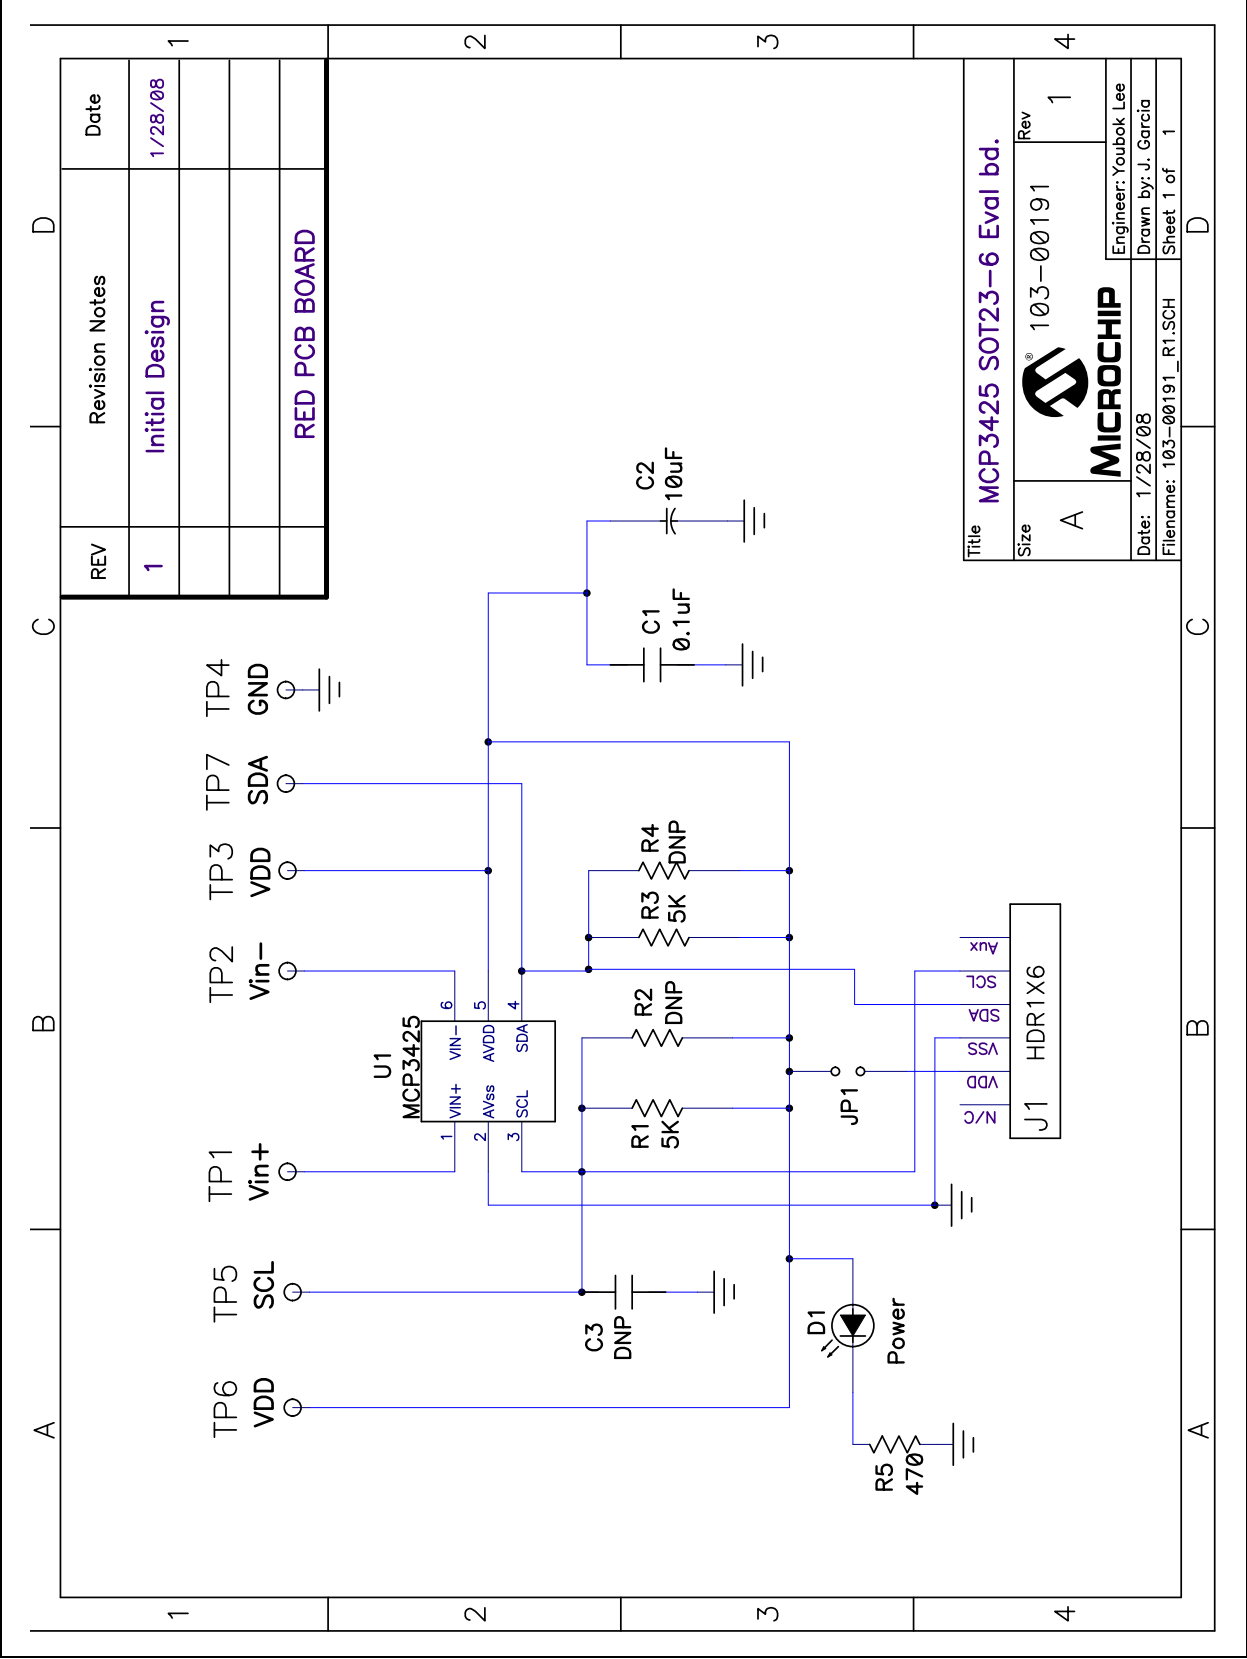 1
2
3
4
A
B
C
D
REV
Revision Notes
Date
1
Initial Design
1/28/08
RED PCB BOARD
TP6
VDD
TP5
SCL
TP1
Vin+
TP2
Vin-
TP3
VDD
TP7
SDA
TP4
GND
U1
MCP3425
1
VIN+
VIN-
6
2
AVss
AVDD
5
3
SCL
SDA
4
C3
DNP
R1
5K
R2
DNP
R3
5K
R4
DNP
C1
0.1uF
C2
10uF
D1
Power
R5
470
JP1
N/C
VDD
VSS
SDA
SCL
Aux
J1
HDR1X6
Title
MCP3425 SOT23-6 Eval bd.
Size
A
MICROCHIP
®
103-00191
Rev
1
Engineer: Youbok Lee
Date: 1/28/08
Drawn by: J. Garcia
Filename: 103-00191_R1.SCH
Sheet 1 of 1
A
B
C
D
1
2
3
4